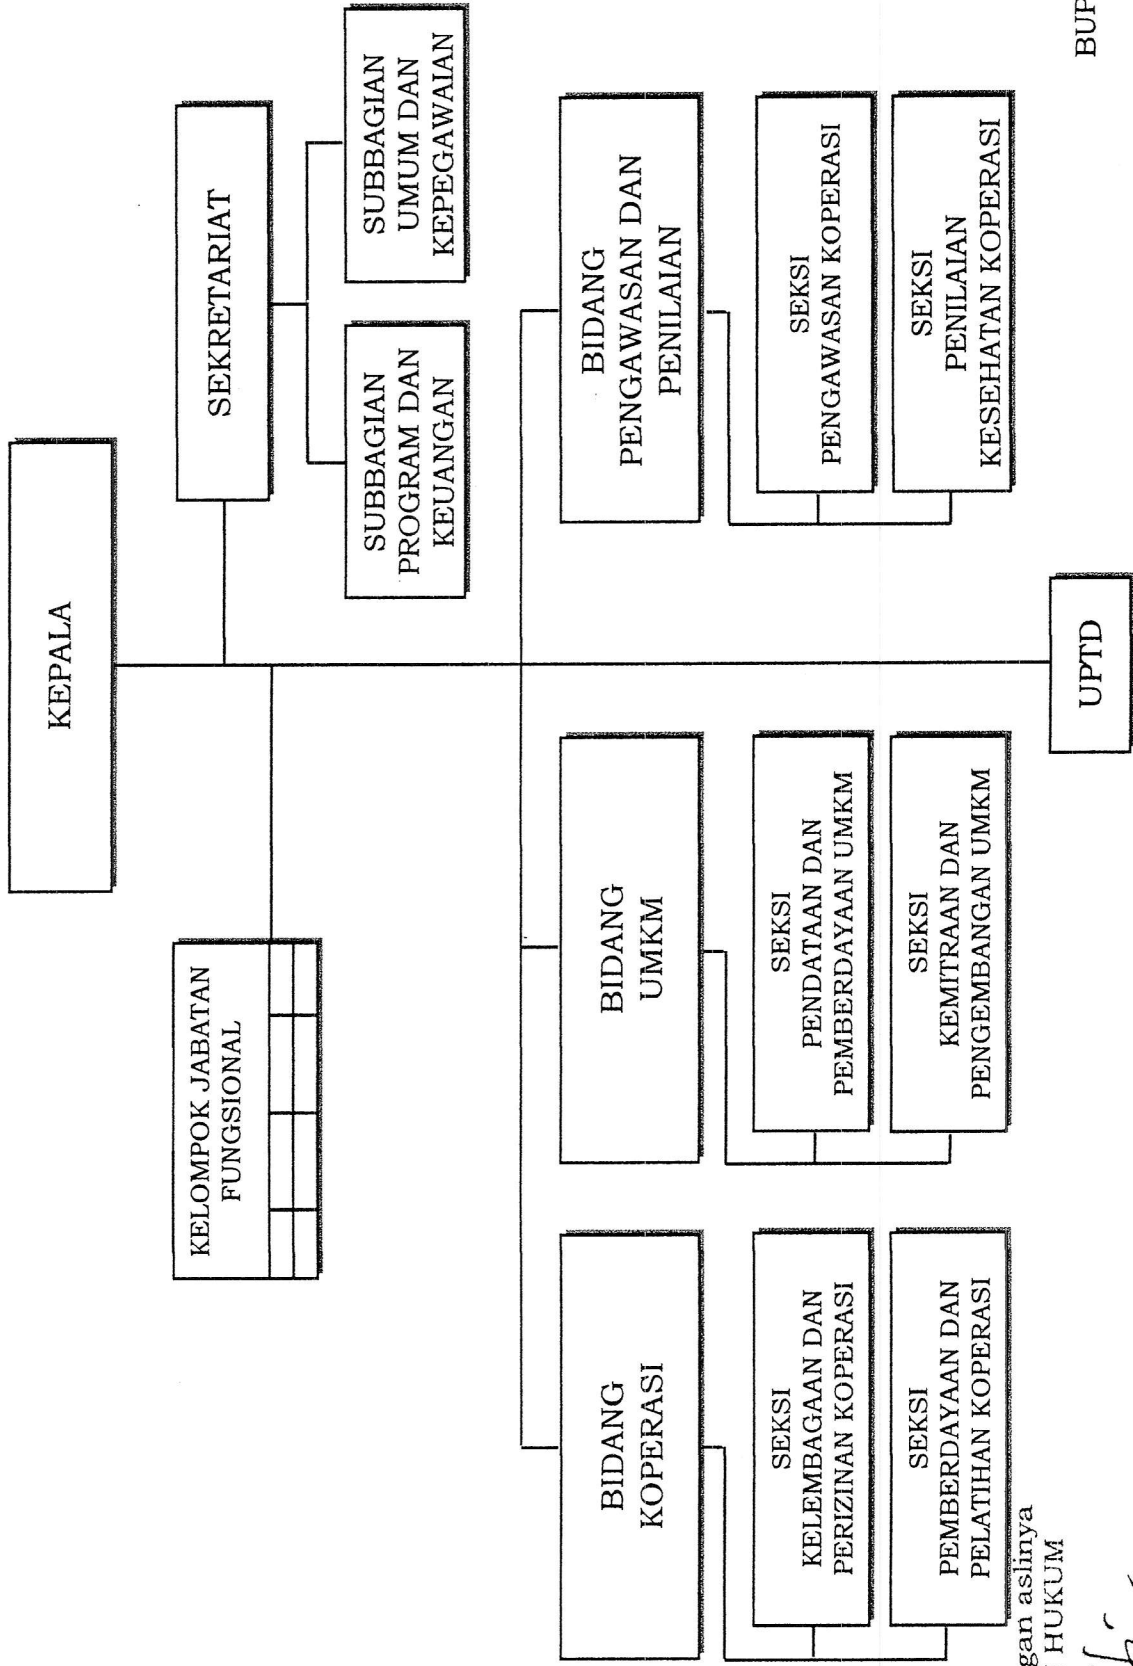 KEPALA
KELOMPOK JABATAN
FUNGSIONAL
SEKRETARIAT
SUBBAGIAN
PROGRAM DAN
KEUANGAN
SUBBAGIAN
UMUM DAN
KEPEGAWAIAN
BIDANG
KOPERASI
BIDANG
UMKM
BIDANG
PENGAWASAN DAN
PENILAIAN
SEKSI
KELEMBAGAAN DAN
PERIZINAN KOPERASI
SEKSI
PENDATAAN DAN
PEMBERDAYAAN UMKM
SEKSI
PENGAWASAN KOPERASI
SEKSI
PEMBERDAYAAN DAN
PELATIHAN KOPERASI
SEKSI
KEMITRAAN DAN
PENGEMBANGAN UMKM
SEKSI
PENILAIAN
KESEHATAN KOPERASI
UPTD
gan aslinya
HUKUM
BUP